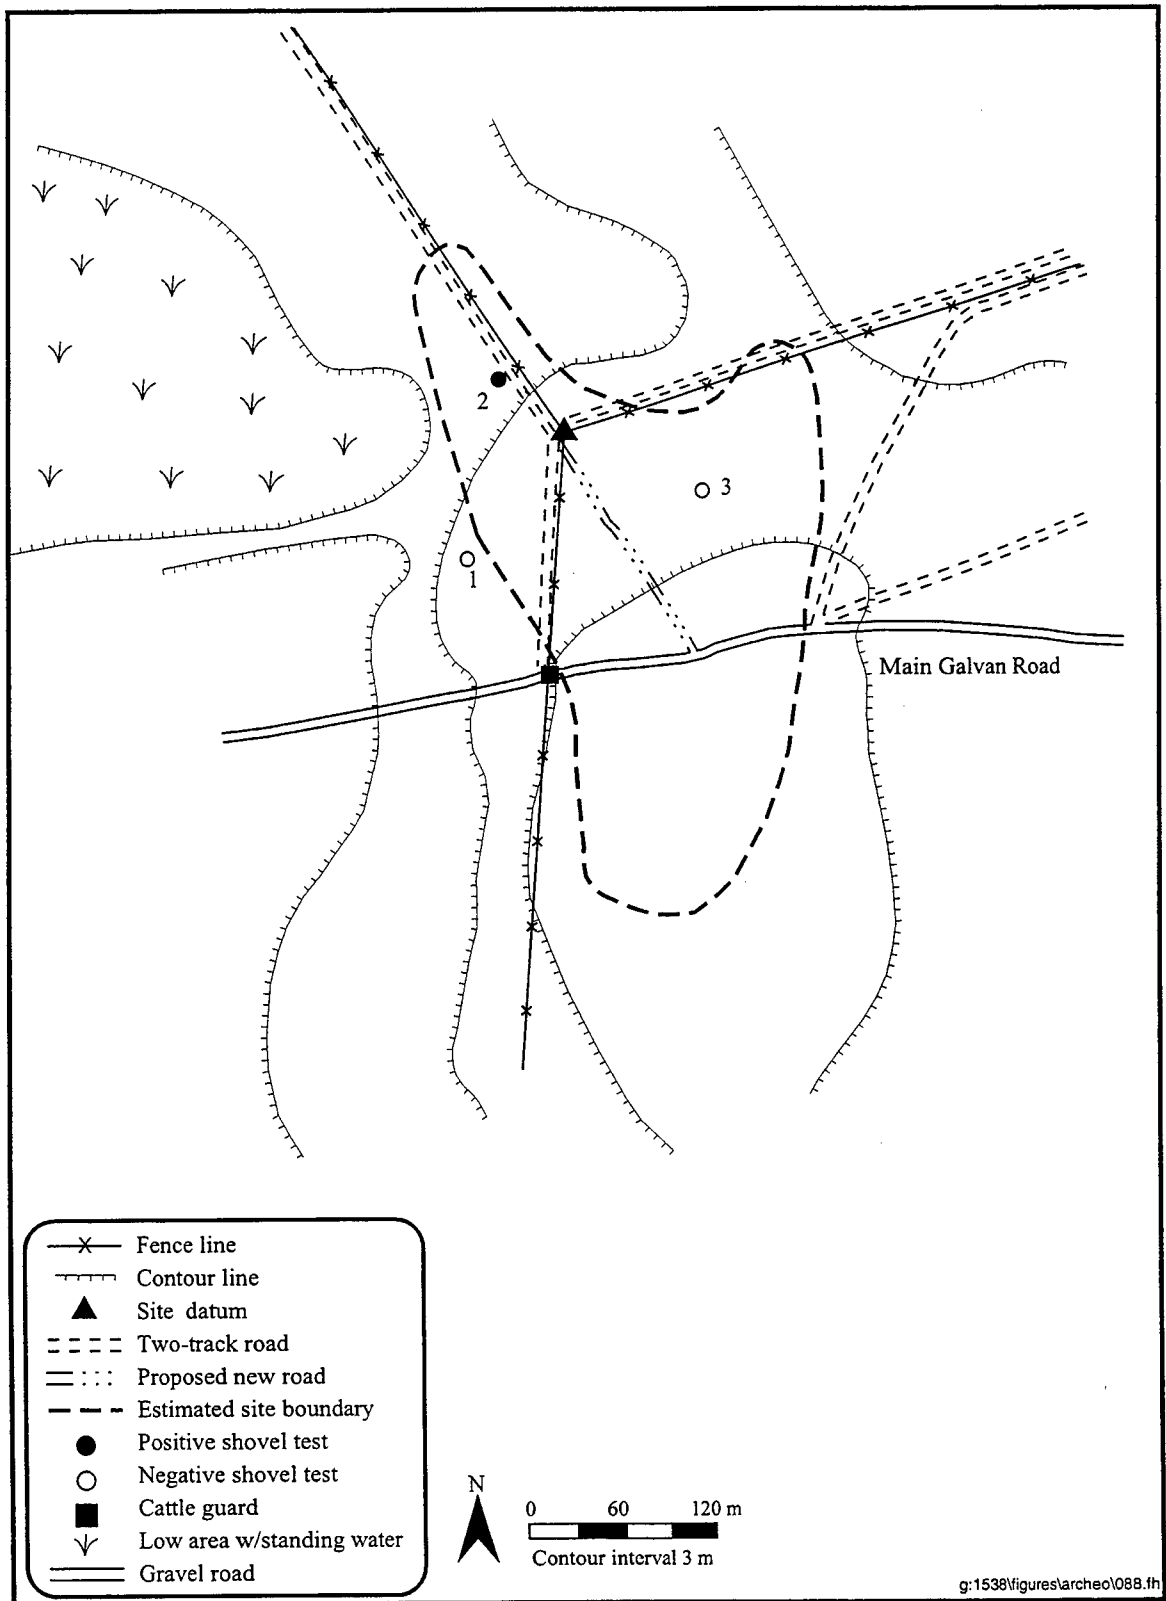 2
3
1
Main Galvan Road
Fence line
Contour line
Site datum
Two-track road
Proposed new road
Estimated site boundary
Positive shovel test
Negative shovel test
Cattle guard
Low area w/standing water
Gravel road
N
0 60 120 m
Contour interval 3 m
g:1538\figures\archeo\088.fh